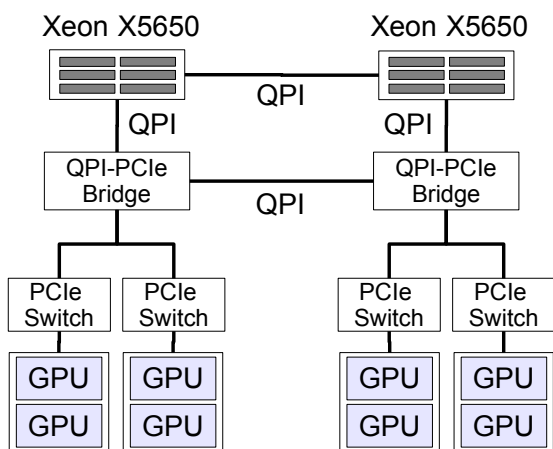 Xeon X5650
Xeon X5650
QPI
QPI
QPI
QPI-PCIe
Bridge
QPI-PCIe
Bridge
QPI
PCIe
Switch
PCIe
Switch
PCIe
Switch
PCIe
Switch
GPU
GPU
GPU
GPU
GPU
GPU
GPU
GPU